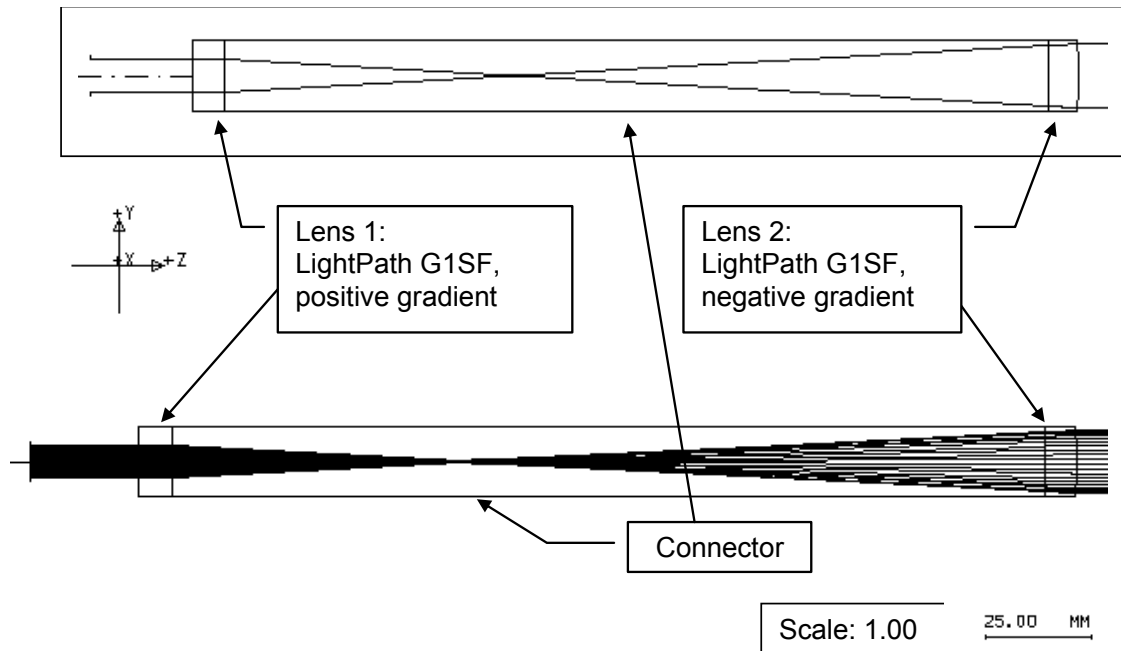 +Y
+X
+Z
Lens 1:
LightPath G1SF,
positive gradient
Lens 2:
LightPath G1SF,
negative gradient
Connector
Scale: 1.00
25.00 MM